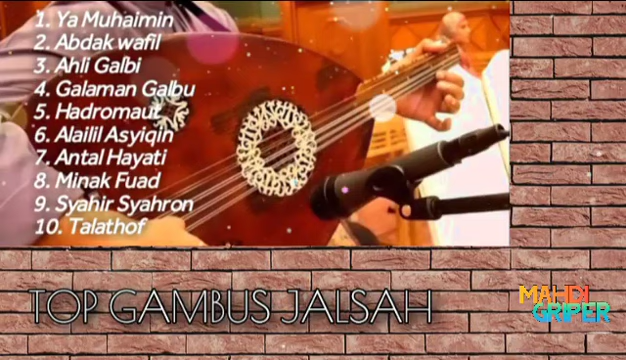 1. Ya Muhaimin
2. Abdak wafil
3. Ahli Galbi
4. Galaman Galbu
5. Hadromaut
6. Alailil Asyiqin
7. Antal Hayati
8. Minak Fuad
9. Syahir Syahron
10. Talathof
TOP GAMBUS JALSAH
MAHDI
GRIPER